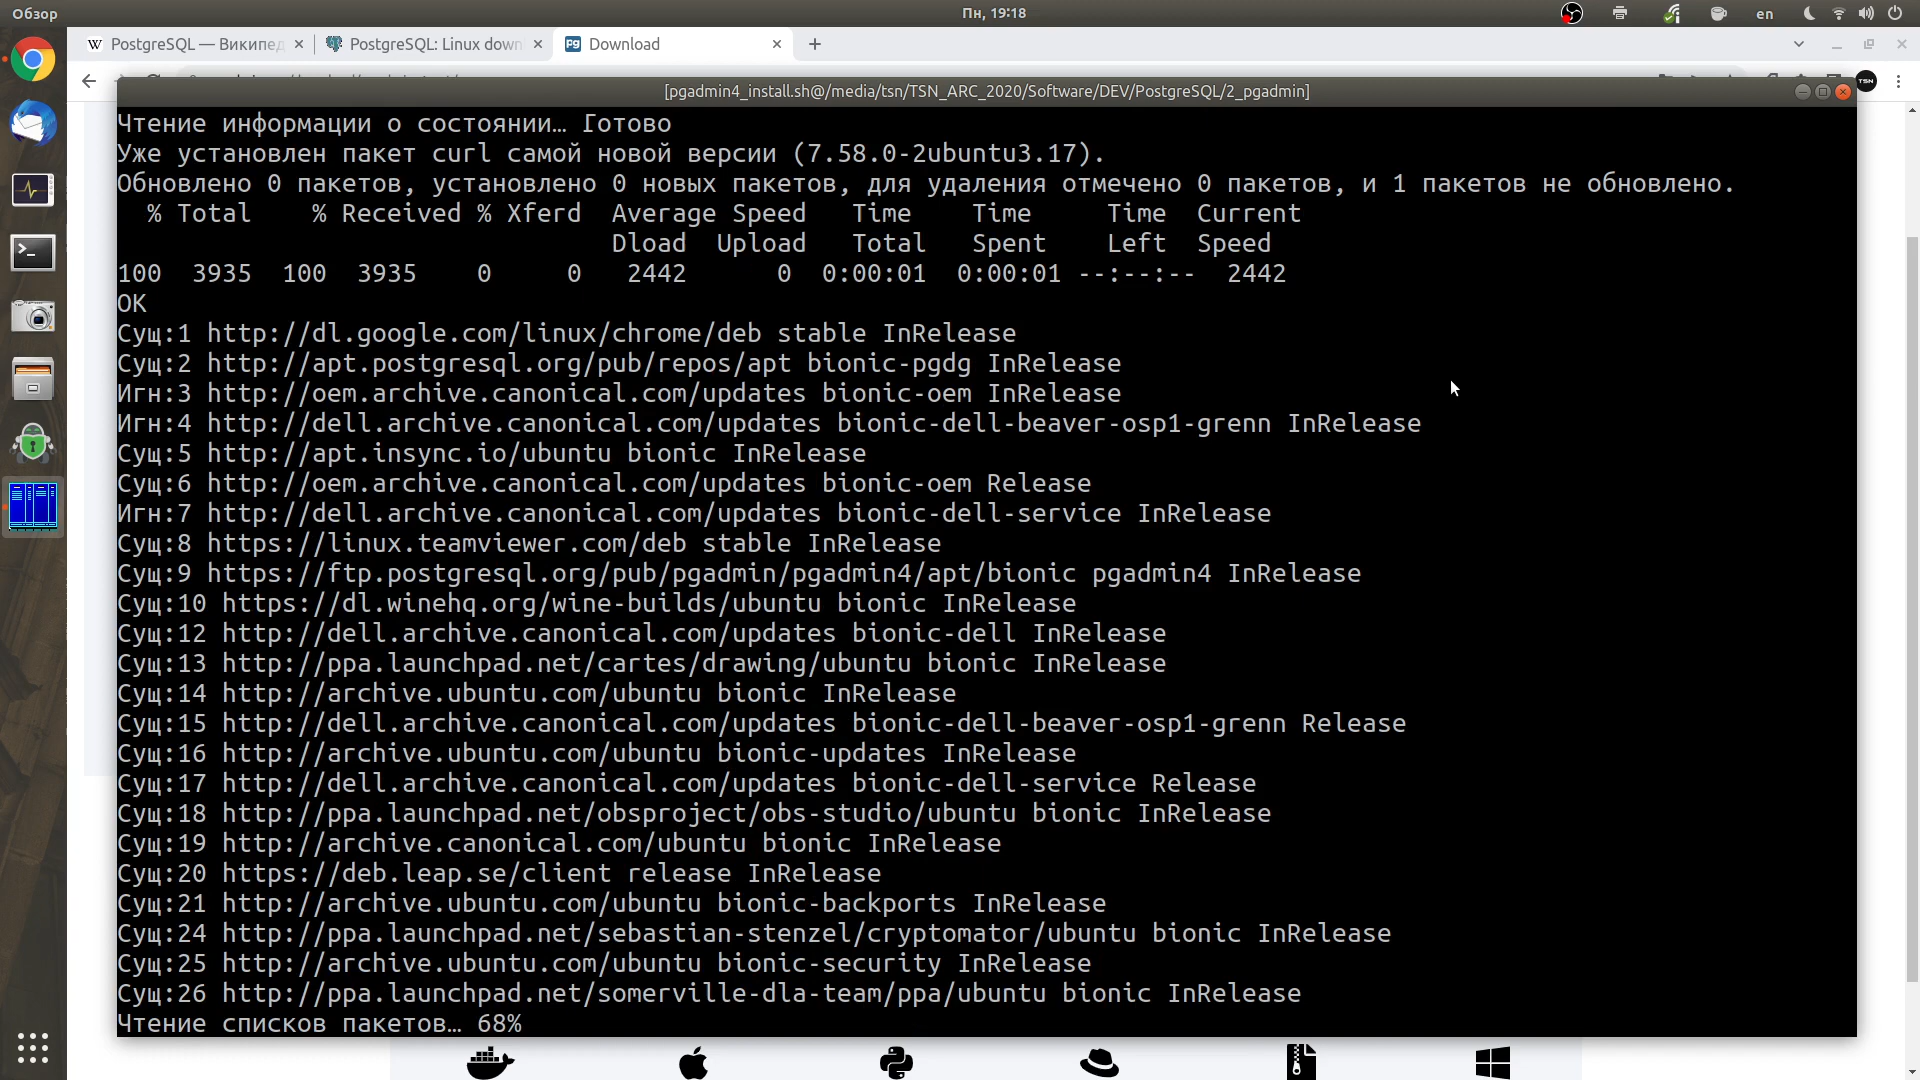 Обзор
Пн, 19:18
en
PostgreSQL — Википед
PostgreSQL: Linux down
Download
[pgadmin4_install.sh@/media/tsn/TSN_ARC_2020/Software/DEV/PostgreSQL/2_pgadmin]
TSN
Чтение информации о состоянии… Готово
Уже установлен пакет curl самой новой версии (7.58.0-2ubuntu3.17).
Обновлено 0 пакетов, установлено 0 новых пакетов, для удаления отмечено 0 пакетов, и 1 пакетов не обновлено.
% Total % Received % Xferd Average Speed Time Time Time Current
Dload Upload Total Spent Left Speed
100 3935 100 3935 0 0 2442 0 0:00:01 0:00:01 --:--:-- 2442
OK
Сущ:1 http://dl.google.com/linux/chrome/deb stable InRelease
Сущ:2 http://apt.postgresql.org/pub/repos/apt bionic-pgdg InRelease
Игн:3 http://oem.archive.canonical.com/updates bionic-oem InRelease
Игн:4 http://dell.archive.canonical.com/updates bionic-dell-beaver-osp1-grenn InRelease
Сущ:5 http://apt.insync.io/ubuntu bionic InRelease
Сущ:6 http://oem.archive.canonical.com/updates bionic-oem Release
Игн:7 http://dell.archive.canonical.com/updates bionic-dell-service InRelease
Сущ:8 https://linux.teamviewer.com/deb stable InRelease
Сущ:9 https://ftp.postgresql.org/pub/pgadmin/pgadmin4/apt/bionic pgadmin4 InRelease
Сущ:10 https://dl.winehq.org/wine-builds/ubuntu bionic InRelease
Сущ:12 http://dell.archive.canonical.com/updates bionic-dell InRelease
Сущ:13 http://ppa.launchpad.net/cartes/drawing/ubuntu bionic InRelease
Сущ:14 http://archive.ubuntu.com/ubuntu bionic InRelease
Сущ:15 http://dell.archive.canonical.com/updates bionic-dell-beaver-osp1-grenn Release
Сущ:16 http://archive.ubuntu.com/ubuntu bionic-updates InRelease
Сущ:17 http://dell.archive.canonical.com/updates bionic-dell-service Release
Сущ:18 http://ppa.launchpad.net/obsproject/obs-studio/ubuntu bionic InRelease
Сущ:19 http://archive.canonical.com/ubuntu bionic InRelease
Сущ:20 https://deb.leap.se/client release InRelease
Сущ:21 http://archive.ubuntu.com/ubuntu bionic-backports InRelease
Сущ:24 http://ppa.launchpad.net/sebastian-stenzel/cryptomator/ubuntu bionic InRelease
Сущ:25 http://archive.ubuntu.com/ubuntu bionic-security InRelease
Сущ:26 http://ppa.launchpad.net/somerville-dla-team/ppa/ubuntu bionic InRelease
Чтение списков пакетов… 68%